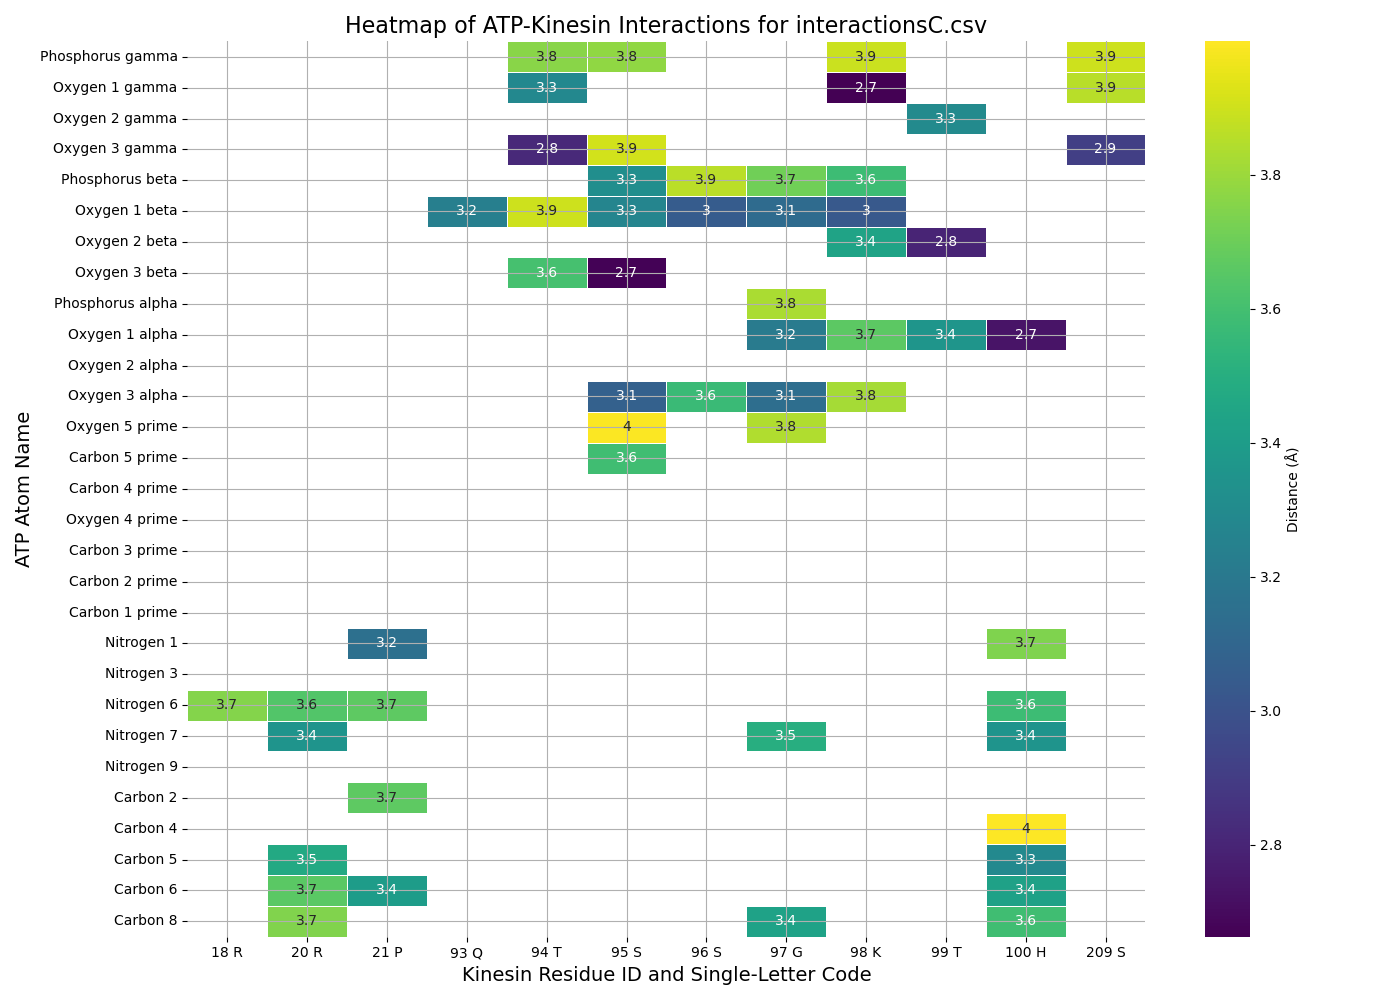 Heatmap of ATP-Kinesin Interactions for interactionsC.csv
Phosphorus gamma 3.8 3.8 3.9 3.9
Oxygen 1 gamma 3.3 2.7 3.9
Oxygen 2 gamma 3.3
Oxygen 3 gamma 2.8 3.9 2.9
Phosphorus beta 3.3 3.9 3.7 3.6
Oxygen 1 beta 3.2 3.9 3.3 3 3.1 3
Oxygen 2 beta 3.4 2.8
Oxygen 3 beta 3.6 2.7
Phosphorus alpha 3.8
Oxygen 1 alpha 3.2 3.7 3.4 2.7
Oxygen 2 alpha
Oxygen 3 alpha 3.1 3.6 3.1 3.8
Oxygen 5 prime 4 3.8
Carbon 5 prime 3.6
Carbon 4 prime
Oxygen 4 prime
Carbon 3 prime
Carbon 2 prime
Carbon 1 prime
Nitrogen 1 3.2 3.7
Nitrogen 3
Nitrogen 6 3.7 3.6 3.7 3.6
Nitrogen 7 3.4 3.5 3.4
Nitrogen 9
Carbon 2 3.7
Carbon 4 4
Carbon 5 3.5 3.3
Carbon 6 3.7 3.4 3.4
Carbon 8 3.7 3.4 3.6
18 R 20 R 21 P 93 Q 94 T 95 S 96 S 97 G 98 K 99 T 100 H 209 S
Kinesin Residue ID and Single-Letter Code
ATP Atom Name
3.8
3.6
3.4
3.2
3.0
2.8
Distance (Å)